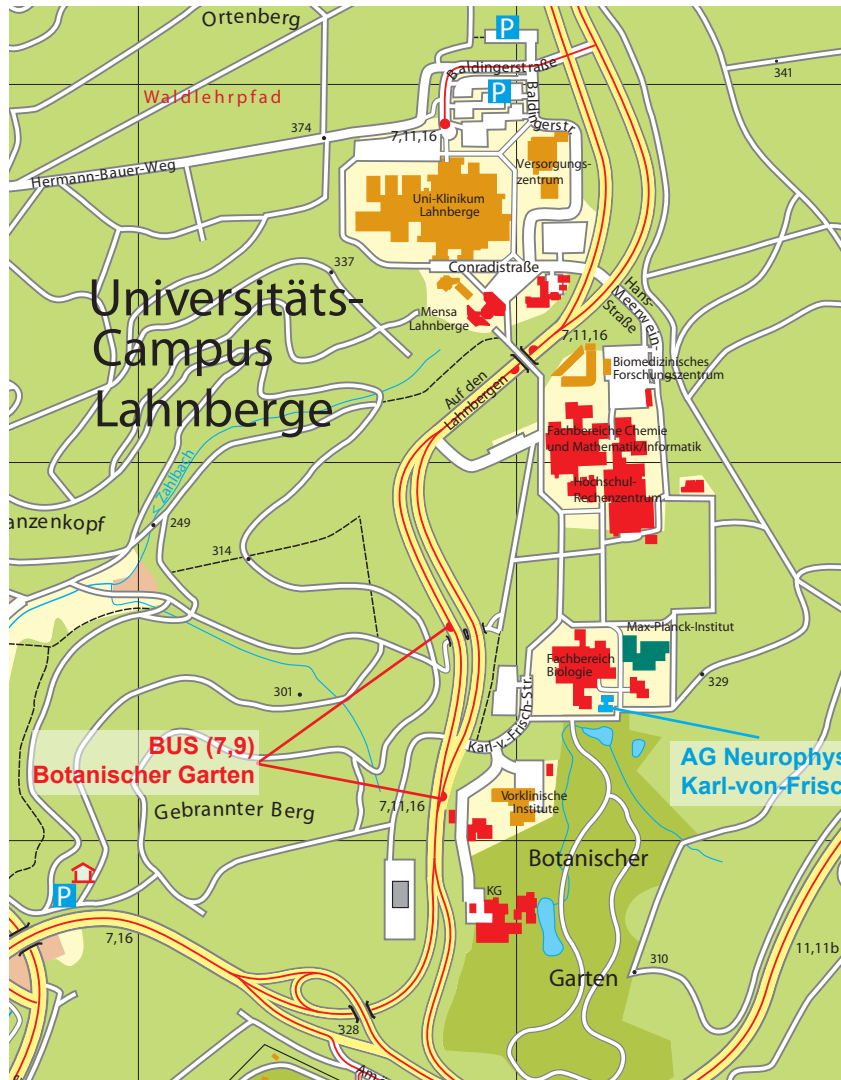 Ortenberg
P
Baldingerstraße
341
Waldlehrpfad
P
Baldingerstr.
374
7,11,16
Hermann-Bauer-Weg
Versorgungs-
zentrum
Uni-Klinikum
Lahnberge
337
Conradistraße
Universitäts-
Campus
Lahnberge
Mensa
Lahnberge
Hans-
Meerwein-
Straße
7,11,16
Biomedizinisches
Forschungszentrum
Auf den
Lahnbergen
Fachbereiche Chemie
und Mathematik/Informatik
< Zahlbach
Hochschul-
Rechenzentrum
anzenkopf
249
314
Max-Planck-Institut
Fachbereich
Biologie
329
301
Karl-v.-Frisch-Str.
BUS (7,9)
Botanischer Garten
AG Neurophys
Karl-von-Frisc
7,11,16
Gebrannter Berg
Vorklinische
Institute
Botanischer
P
KG
7,16
11,11b
310
Garten
328
Am